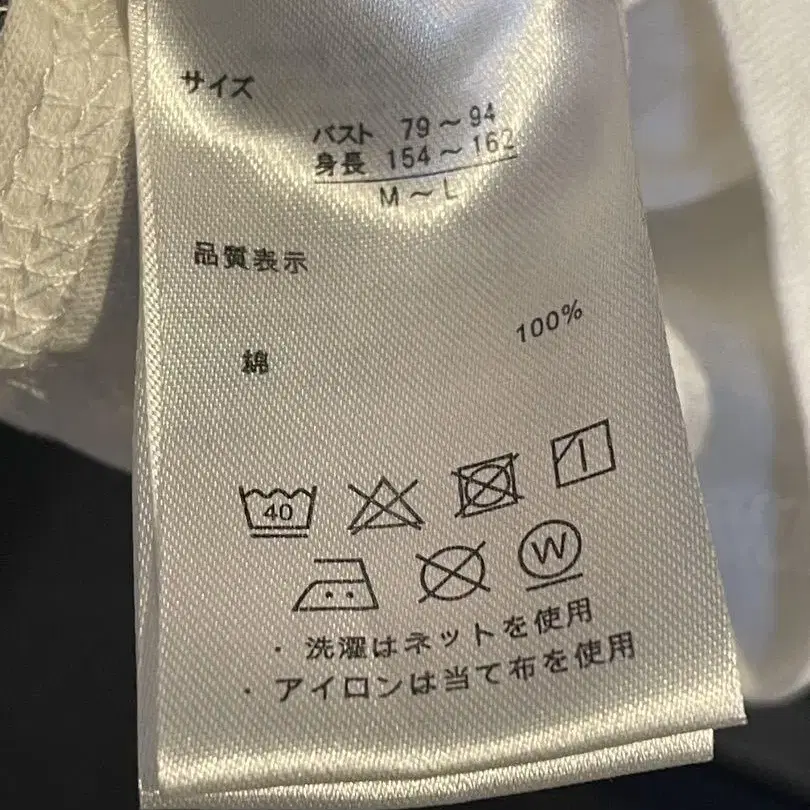 サイズ
バスト 79～94
身長 154～162
M～L
品質表示
綿 100%
40
W
・洗濯はネットを使用
・アイロンは当て布を使用